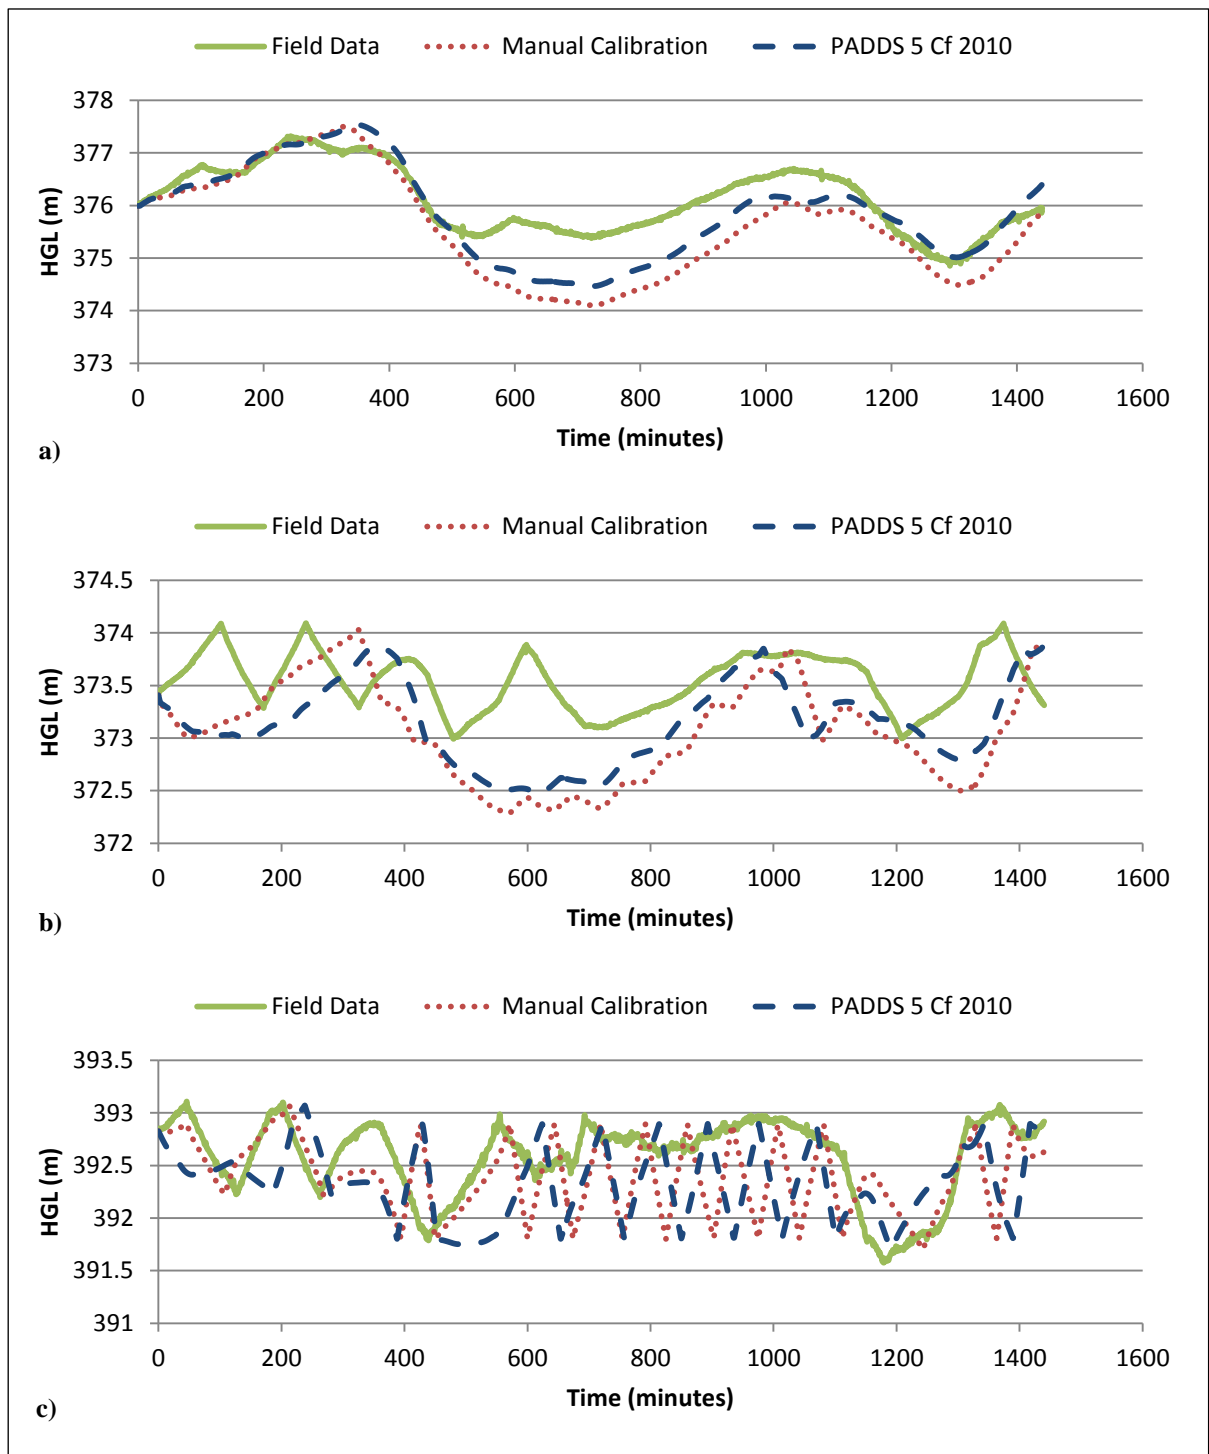 Field Data Manual Calibration PADDS 5 Cf 2010
378
377
376
375
374
373
HGL (m)
0 200 400 600 800 1000 1200 1400 1600
Time (minutes)
a)
Field Data Manual Calibration PADDS 5 Cf 2010
374.5
374
373.5
373
372.5
372
HGL (m)
0 200 400 600 800 1000 1200 1400 1600
Time (minutes)
b)
Field Data Manual Calibration PADDS 5 Cf 2010
393.5
393
392.5
392
391.5
391
HGL (m)
0 200 400 600 800 1000 1200 1400 1600
Time (minutes)
c)